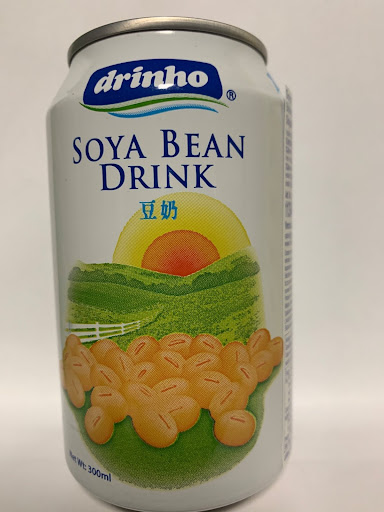 drinho
®
SOYA BEAN
DRINK
豆奶
Net Wt: 300ml